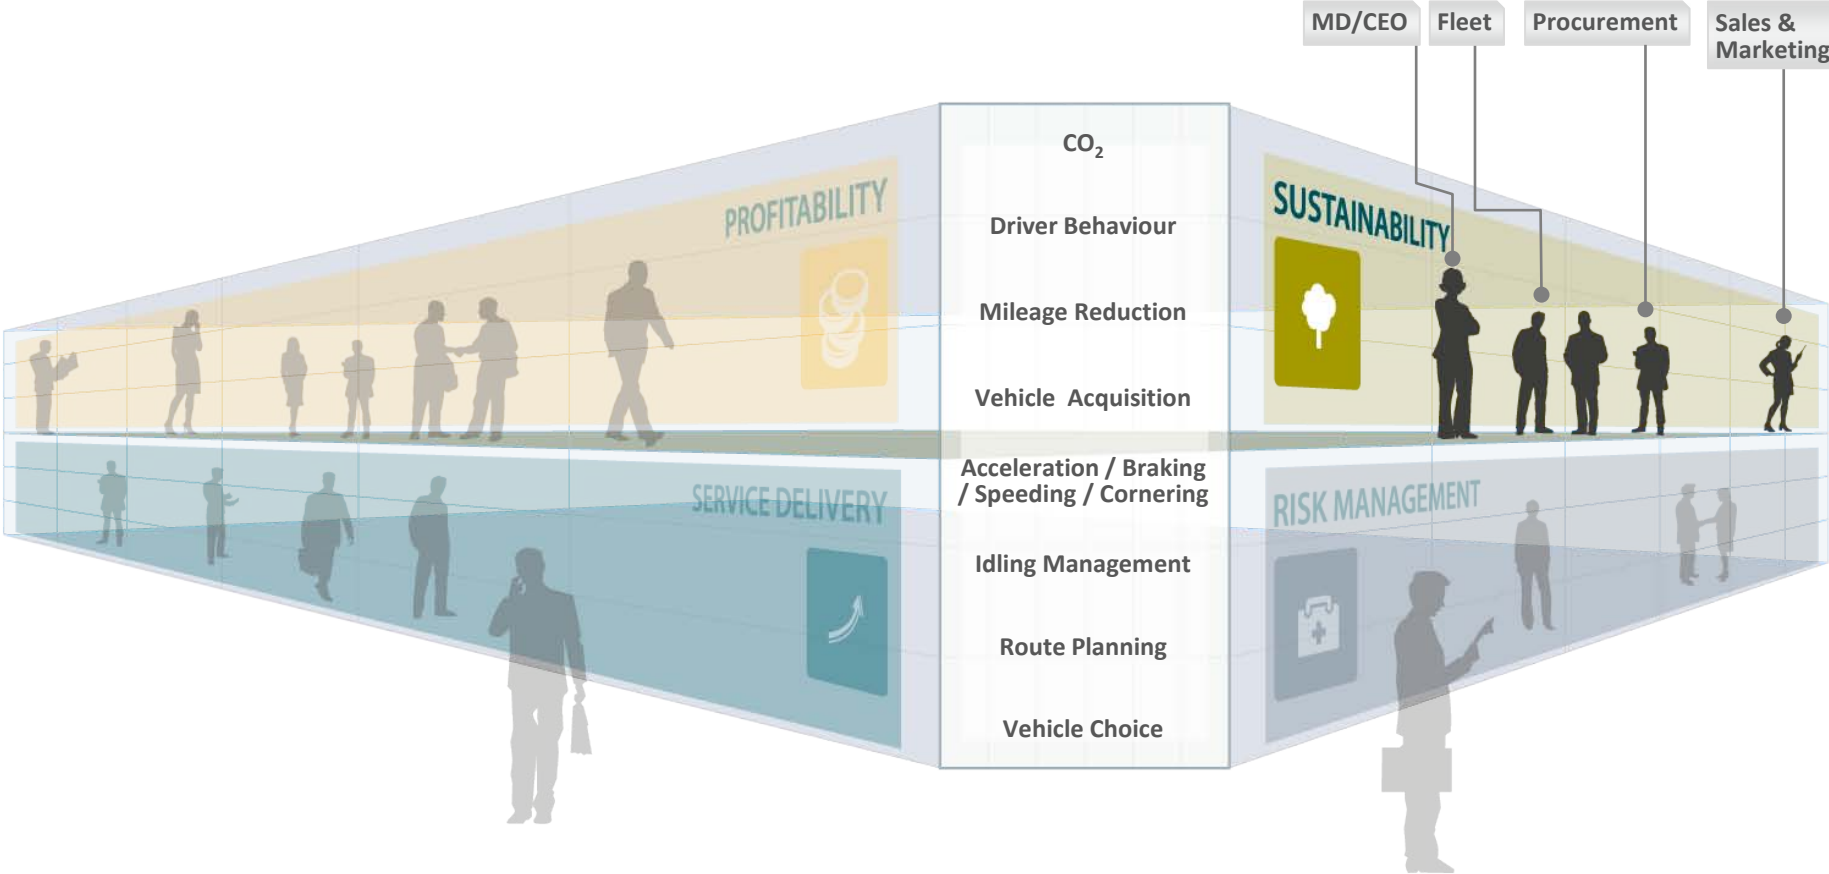 MD/CEO
Fleet
Procurement
Sales &
Marketing
PROFITABILITY
SUSTAINABILITY
SERVICE DELIVERY
RISK MANAGEMENT
CO₂
Driver Behaviour
Mileage Reduction
Vehicle Acquisition
Acceleration / Braking
/ Speeding / Cornering
Idling Management
Route Planning
Vehicle Choice